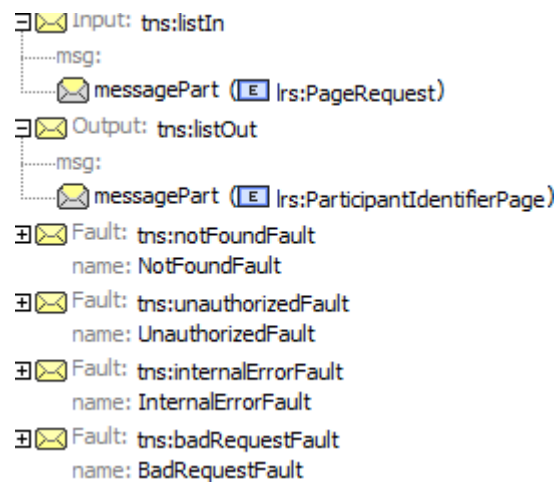 Input: tns:listIn
msg:
messagePart (E lrs:PageRequest)
Output: tns:listOut
msg:
messagePart (E lrs:ParticipantIdentifierPage)
Fault: tns:notFoundFault
name: NotFoundFault
Fault: tns:unauthorizedFault
name: UnauthorizedFault
Fault: tns:internalErrorFault
name: InternalErrorFault
Fault: tns:badRequestFault
name: BadRequestFault